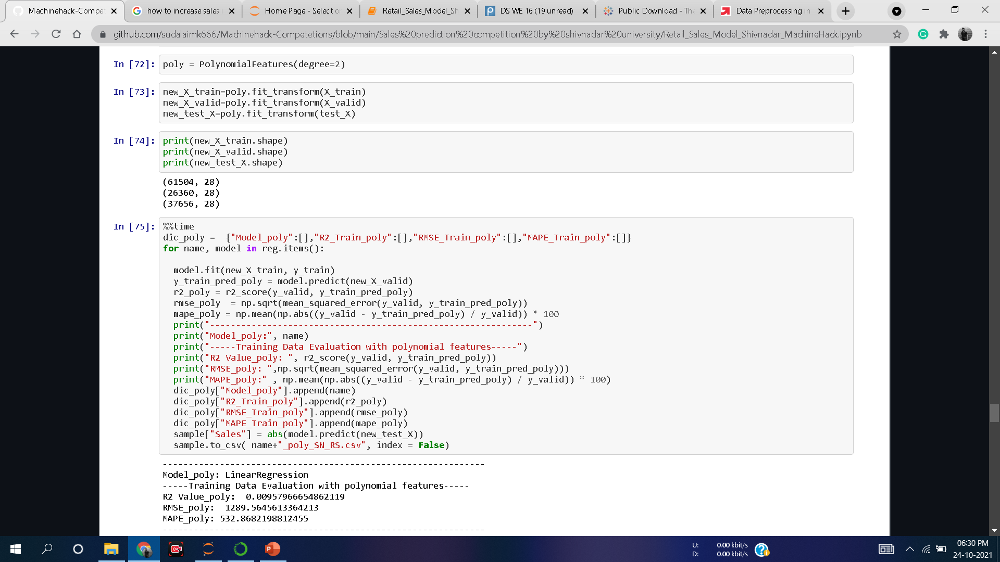 Machinehack-Compet
how to increase sales i
Home Page - Select or
Retail_Sales_Model_Sh
DS WE 16 (19 unread)
Public Download - Tha
Data Preprocessing in
github.com/sudalaimk666/Machinehack-Competetions/blob/main/Sales%20prediction%20competition%20by%20shivnadar%20university/Retail_Sales_Model_Shivnadar_MachineHack.ipynb
In [72]: poly = PolynomialFeatures(degree=2)
In [73]: new_X_train=poly.fit_transform(X_train)
new_X_valid=poly.fit_transform(X_valid)
new_test_X=poly.fit_transform(test_X)
In [74]: print(new_X_train.shape)
print(new_X_valid.shape)
print(new_test_X.shape)
(61504, 28)
(26360, 28)
(37656, 28)
In [75]: %%time
dic_poly =  {"Model_poly":[],"R2_Train_poly":[],"RMSE_Train_poly":[],"MAPE_Train_poly":[]}
for name, model in reg.items():
  model.fit(new_X_train, y_train)
  y_train_pred_poly = model.predict(new_X_valid)
  r2_poly = r2_score(y_valid, y_train_pred_poly)
  rmse_poly  = np.sqrt(mean_squared_error(y_valid, y_train_pred_poly))
  mape_poly = np.mean(np.abs((y_valid - y_train_pred_poly) / y_valid)) * 100
  print("--------------------------------------------------------------")
  print("Model_poly:", name)
  print("-----Training Data Evaluation with polynomial features-----")
  print("R2 Value_poly: ", r2_score(y_valid, y_train_pred_poly))
  print("RMSE_poly: ",np.sqrt(mean_squared_error(y_valid, y_train_pred_poly)))
  print("MAPE_poly:" , np.mean(np.abs((y_valid - y_train_pred_poly) / y_valid)) * 100)
  dic_poly["Model_poly"].append(name)
  dic_poly["R2_Train_poly"].append(r2_poly)
  dic_poly["RMSE_Train_poly"].append(rmse_poly)
  dic_poly["MAPE_Train_poly"].append(mape_poly)
  sample["Sales"] = abs(model.predict(new_test_X))
  sample.to_csv( name+"_poly_SN_RS.csv", index = False)
--------------------------------------------------------------
Model_poly: LinearRegression
-----Training Data Evaluation with polynomial features-----
R2 Value_poly:  0.00957966654862119
RMSE_poly:  1289.5645613364213
MAPE_poly: 532.8682198812455
--------------------------------------------------------------
U: 0.00 kbit/s
D: 0.00 kbit/s
06:30 PM
24-10-2021